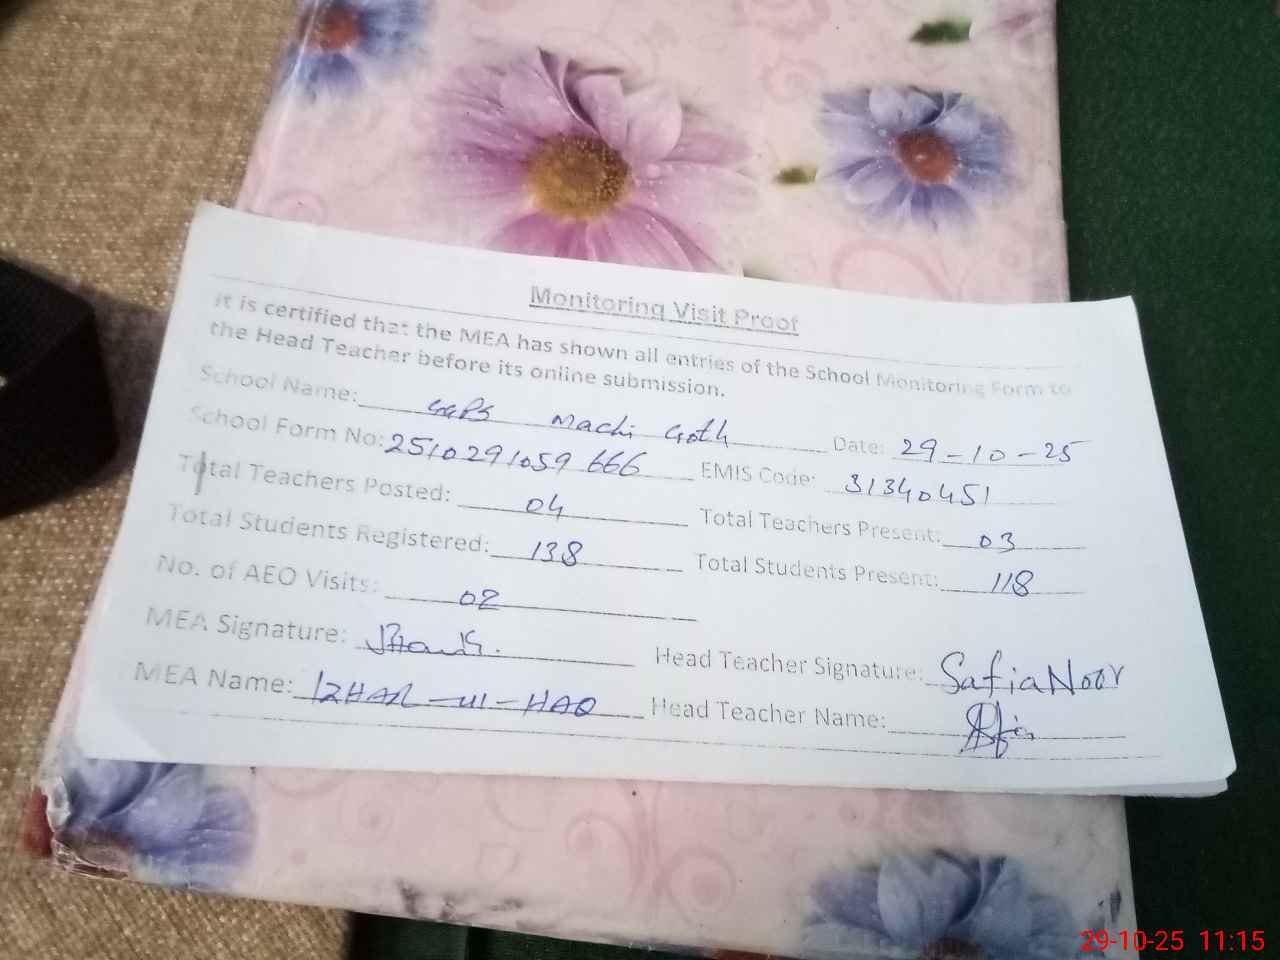 Monitoring Visit Proof
It is certified that the MEA has shown all entries of the School Monitoring Form to
the Head Teacher before its online submission.
School Name: GGPS Machi Goth Date: 29-10-25
School Form No: 2510291059666 EMIS Code: 31340451
Total Teachers Posted: 04 Total Teachers Present: 03
Total Students Registered: 138 Total Students Present: 118
No. of AEO Visits: 02
MEA Signature: Head Teacher Signature: Safia Noor
MEA Name: IZHAR-UL-HAQ Head Teacher Name:
29-10-25 11:15